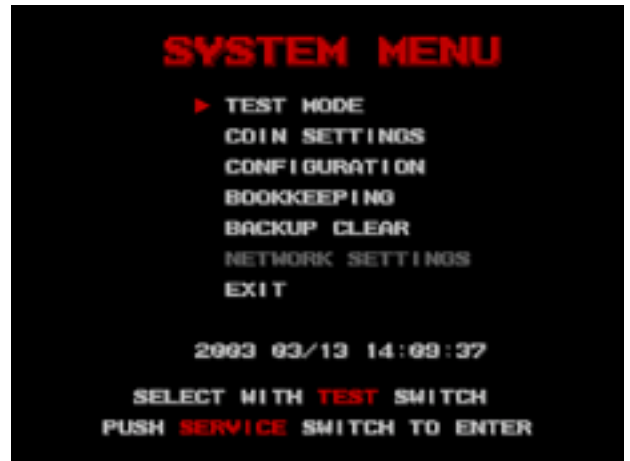 SYSTEM MENU
TEST MODE
COIN SETTINGS
CONFIGURATION
BOOKKEEPING
BACKUP CLEAR
NETWORK SETTINGS
EXIT
2003 03/13 14:09:37
SELECT WITH TEST SWITCH
PUSH SERVICE SWITCH TO ENTER